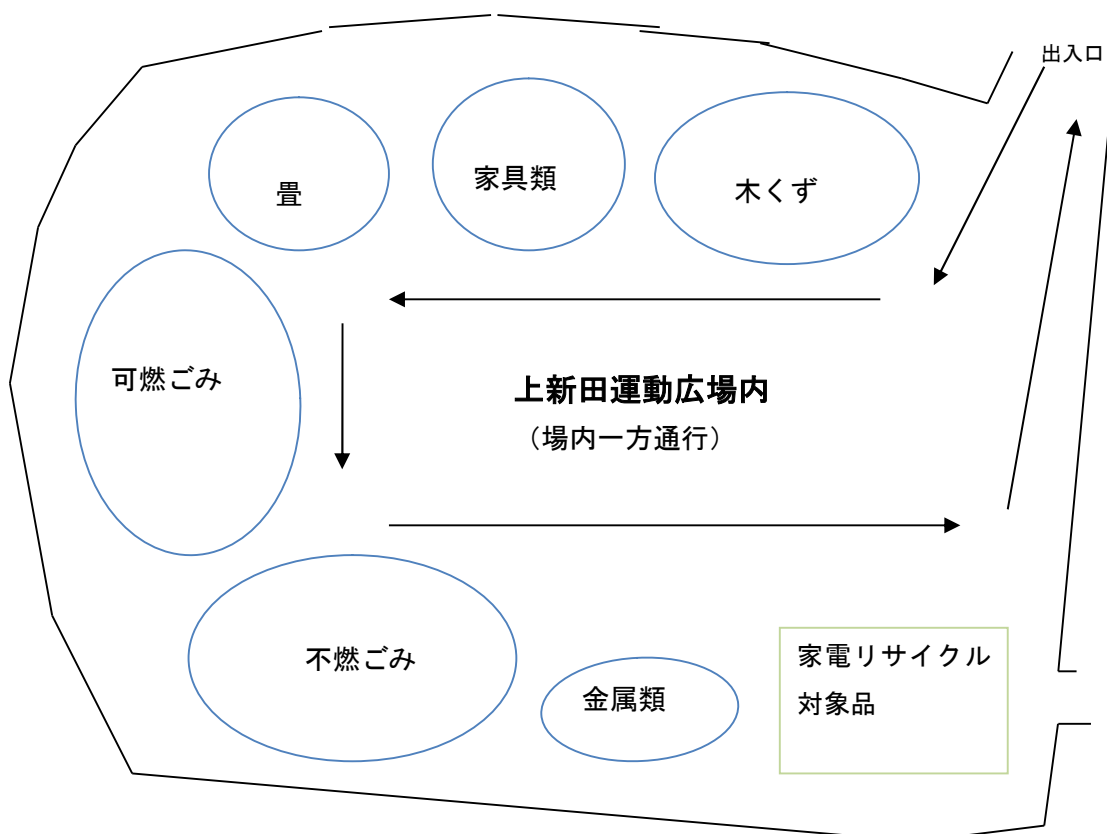 出入口
畳
家具類
木くず
可燃ごみ
上新田運動広場内
（場内一方通行）
不燃ごみ
金属類
家電リサイクル
対象品